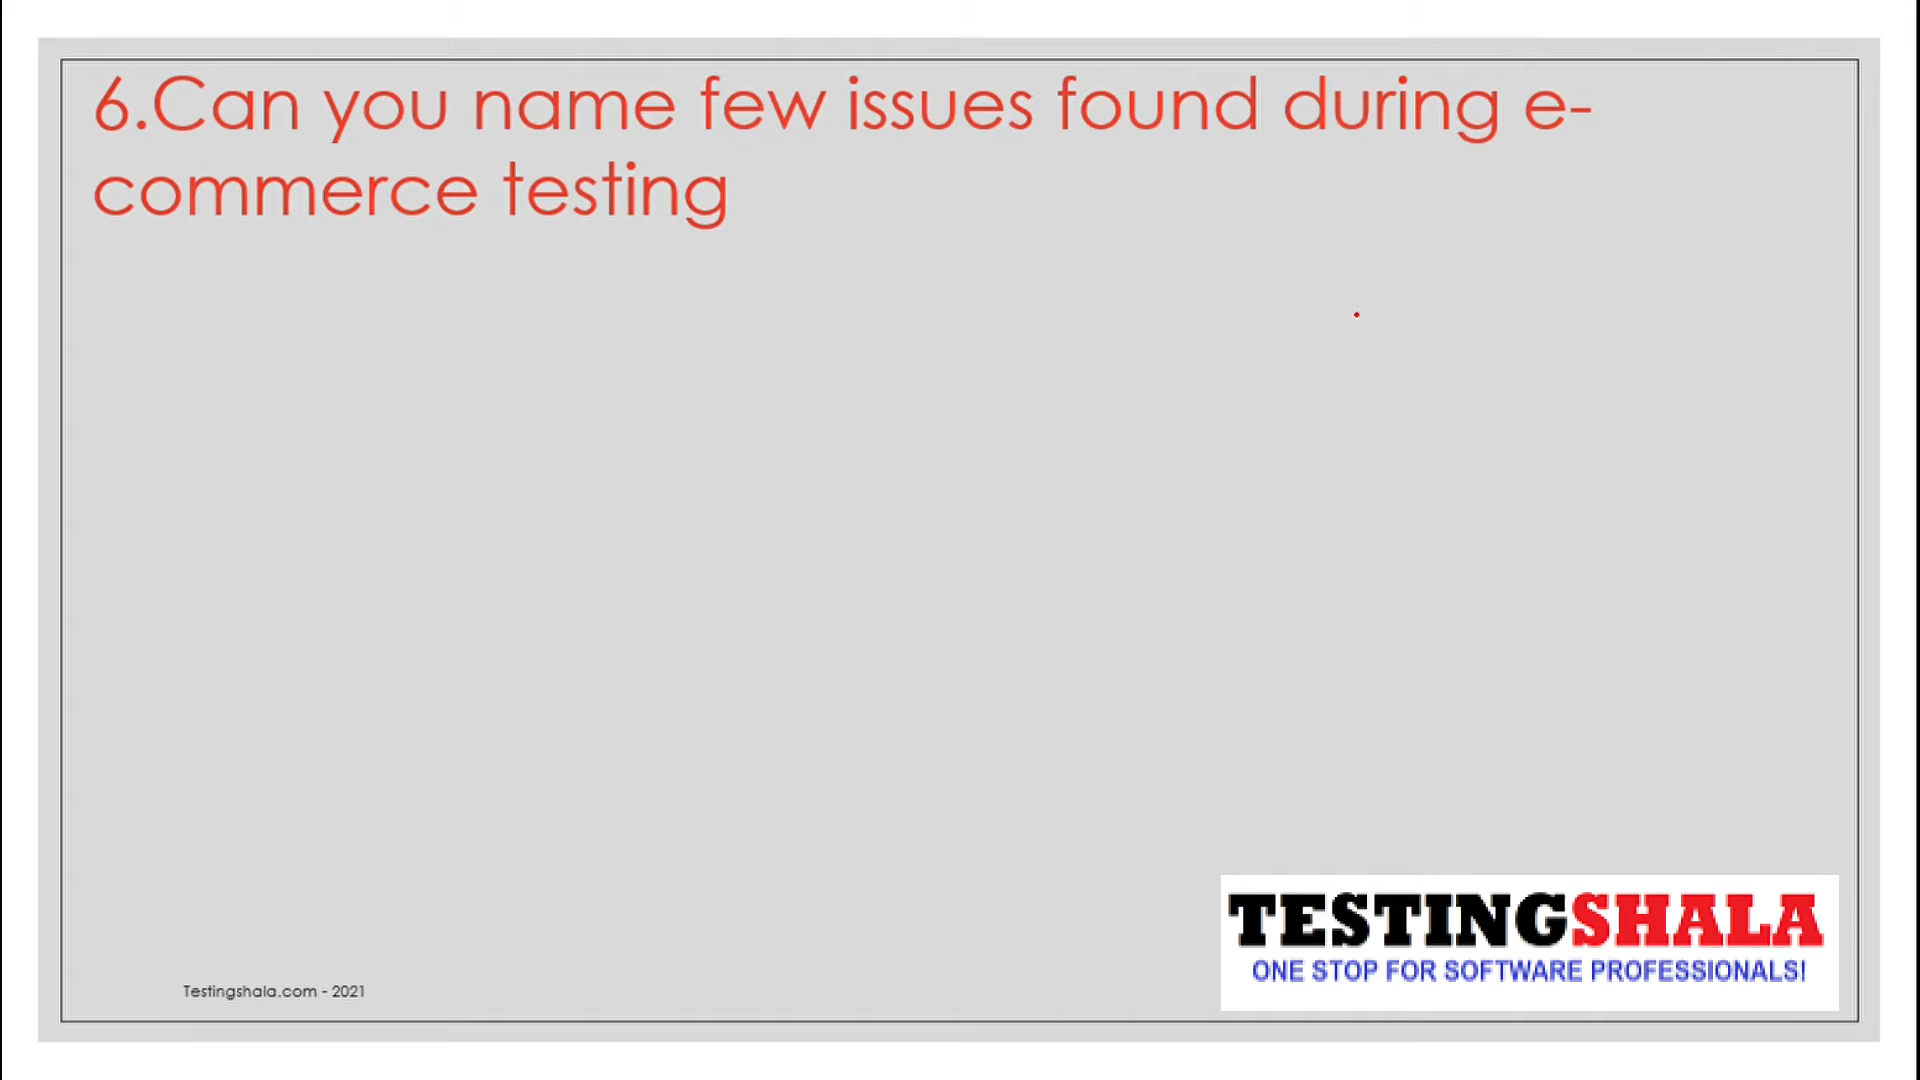 6.Can you name few issues found during e-
commerce testing
TESTINGSHALA
ONE STOP FOR SOFTWARE PROFESSIONALS!
Testingshala.com - 2021